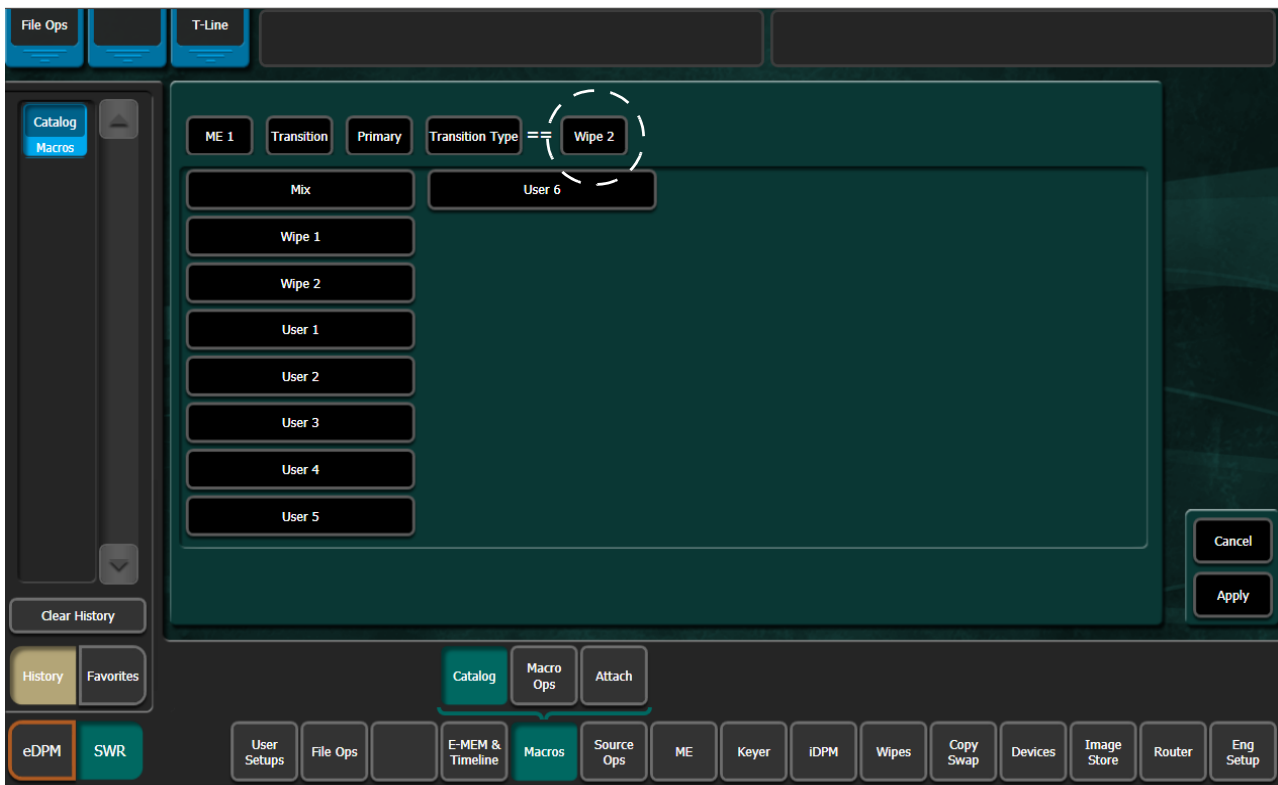 File Ops
T-Line
Catalog
Macros
ME 1
Transition
Primary
Transition Type
==
Wipe 2
Mix
User 6
Wipe 1
Wipe 2
User 1
User 2
User 3
User 4
User 5
Cancel
Apply
Clear History
History
Favorites
Catalog
Macro
Ops
Attach
eDPM
SWR
User
Setups
File Ops
E-MEM &
Timeline
Macros
Source
Ops
ME
Keyer
iDPM
Wipes
Copy
Swap
Devices
Image
Store
Router
Eng
Setup